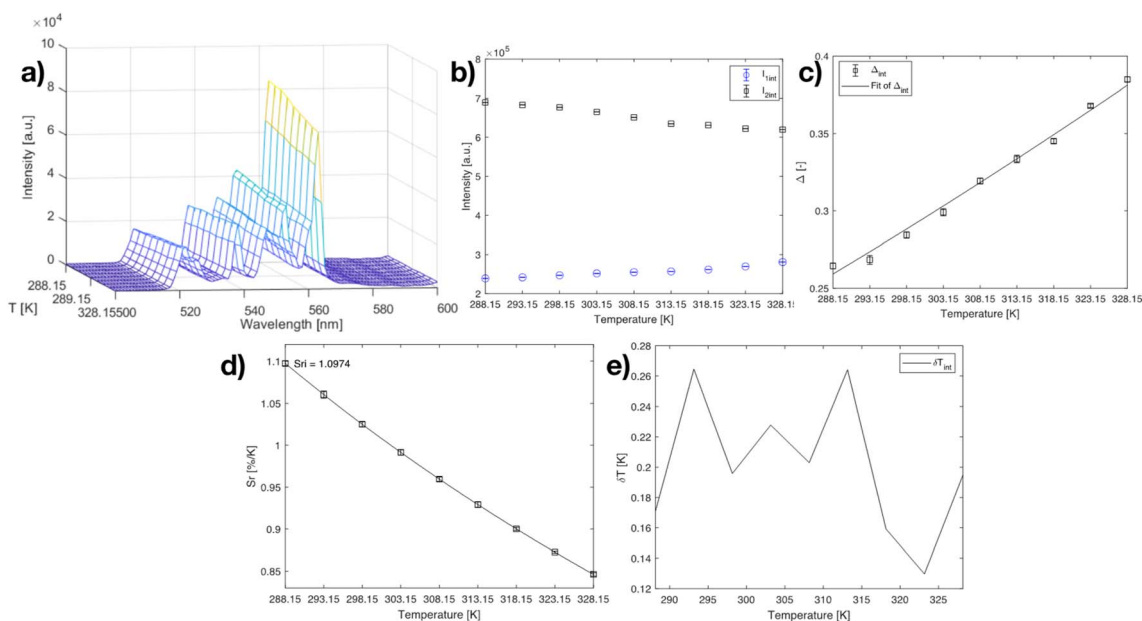 a)
×10⁴
10
8
6
4
2
0
Intensity [a.u.]
288.15
289.15
328.15
T [K]
500
520
540
560
580
600
Wavelength [nm]
b)
×10⁵
8
7
6
5
4
3
2
Intensity [a.u.]
I1int
I2int
288.15 293.15 298.15 303.15 308.15 313.15 318.15 323.15 328.15
Temperature [K]
c)
0.4
0.35
0.3
0.25
Δ [-]
Δint
Fit of Δint
288.15 293.15 298.15 303.15 308.15 313.15 318.15 323.15 328.15
Temperature [K]
d)
1.1
1.05
1
0.95
0.9
0.85
Sr [%/K]
Sri = 1.0974
288.15 293.15 298.15 303.15 308.15 313.15 318.15 323.15 328.15
Temperature [K]
e)
0.28
0.26
0.24
0.22
0.2
0.18
0.16
0.14
0.12
δT [K]
δTint
290 295 300 305 310 315 320 325
Temperature [K]